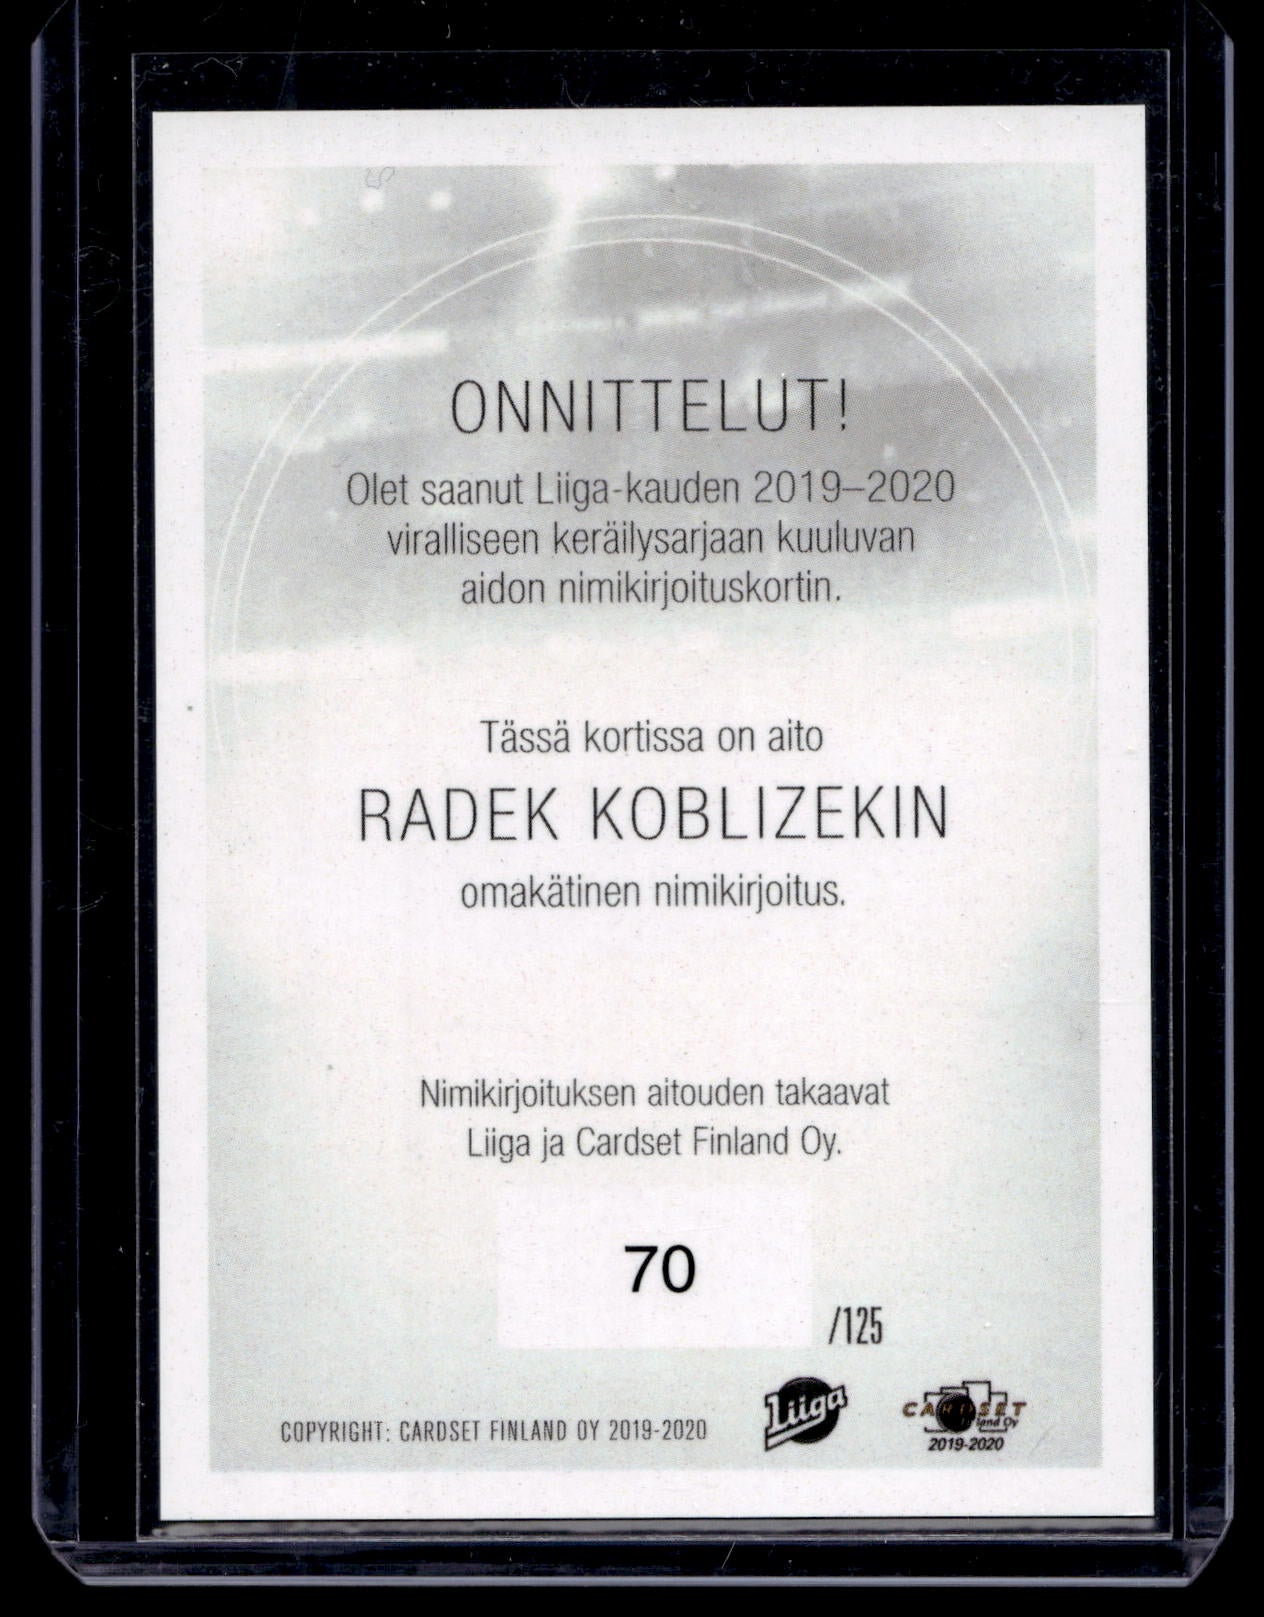 ONNITTELUT!
Olet saanut Liiga-kauden 2019–2020
viralliseen keräilysarjaan kuuluvan
aidon nimikirjoituskortin.
Tässä kortissa on aito
RADEK KOBLIZEKIN
omakätinen nimikirjoitus.
Nimikirjoituksen aitouden takaavat
Liiga ja Cardset Finland Oy.
70
/125
COPYRIGHT: CARDSET FINLAND OY 2019-2020
Liiga
CARDSET
Oy
2019-2020